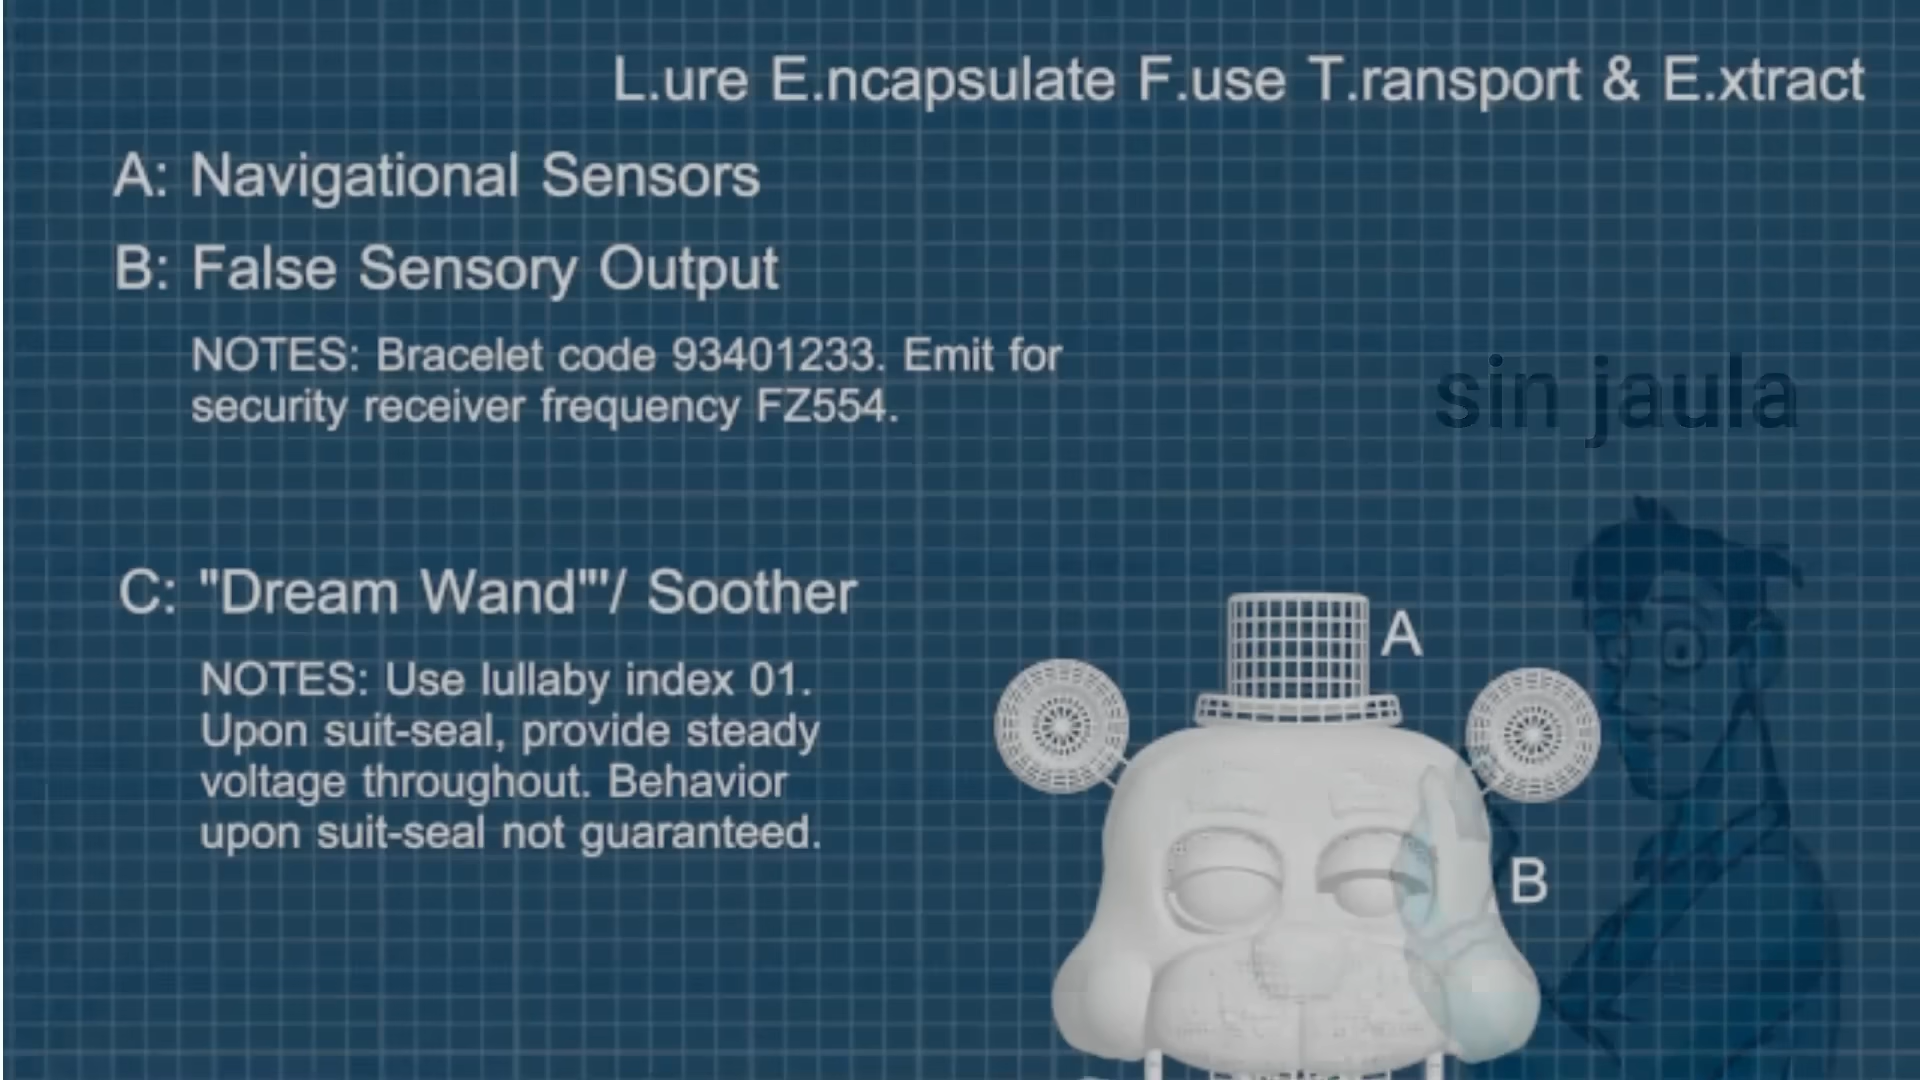 L.ure E.ncapsulate F.use T.ransport & E.xtract
A: Navigational Sensors
B: False Sensory Output
NOTES: Bracelet code 93401233. Emit for
security receiver frequency FZ554.
sin jaula
C: "Dream Wand"'/ Soother
NOTES: Use lullaby index 01.
Upon suit-seal, provide steady
voltage throughout. Behavior
upon suit-seal not guaranteed.
A
B